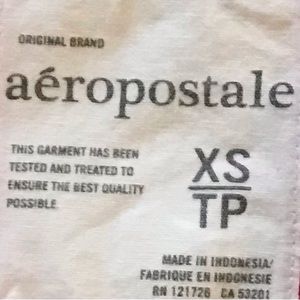 ORIGINAL BRAND
aéropostale
THIS GARMENT HAS BEEN
TESTED AND TREATED TO
ENSURE THE BEST QUALITY
POSSIBLE.
XS
TP
MADE IN INDONESIA/
FABRIQUE EN INDONESIE
RN 121726 CA 53201